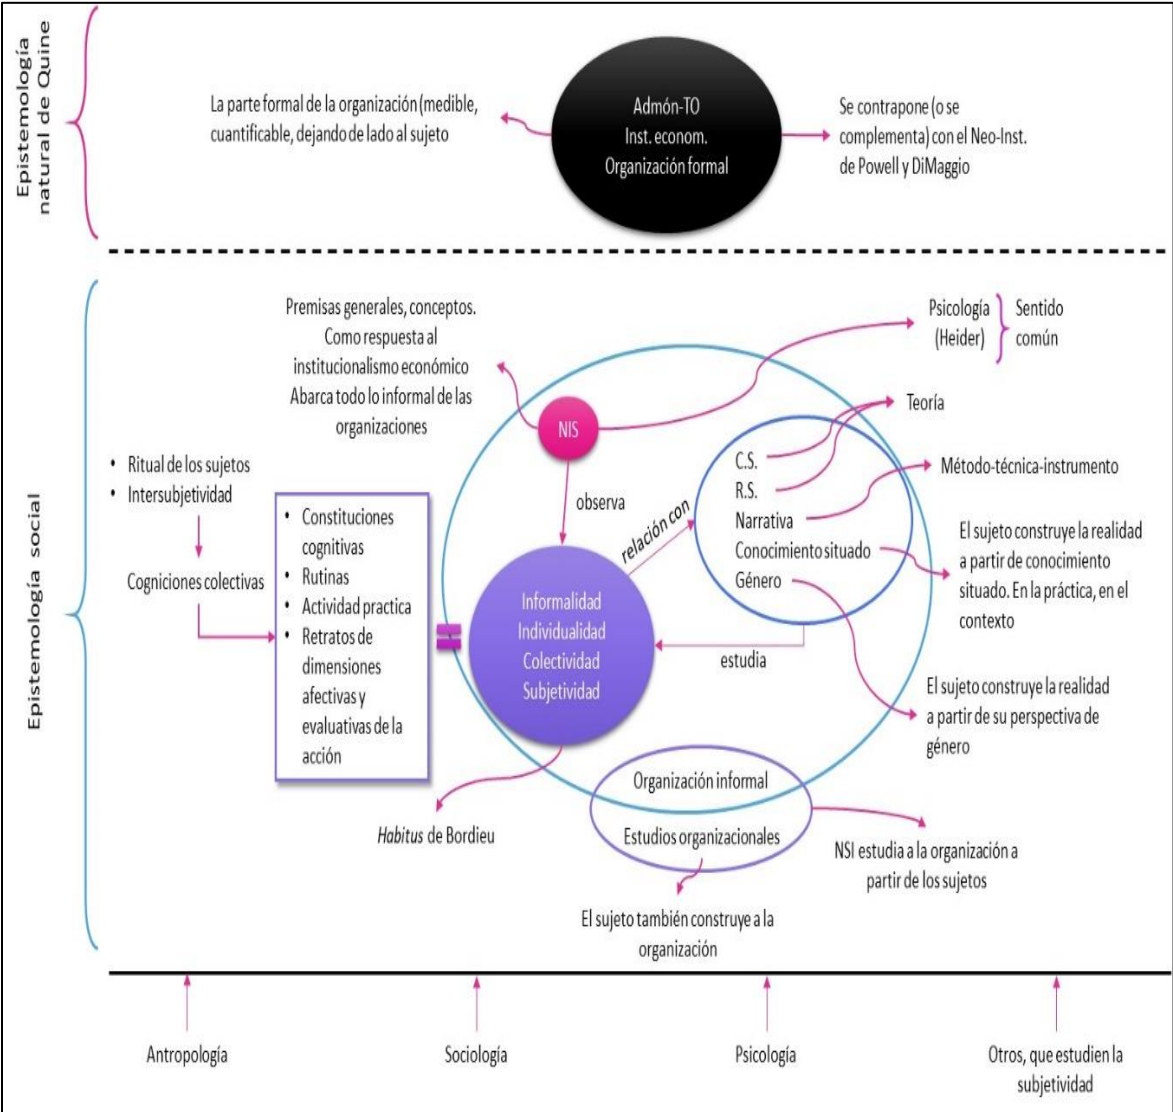 Epistemología
natural de Quine
La parte formal de la organización (medible,
cuantificable, dejando de lado al sujeto
Admón-TO
Inst. econom.
Organización formal
Se contrapone (o se
complementa) con el Neo-Inst.
de Powell y DiMaggio
Epistemología social
Premisas generales, conceptos.
Como respuesta al
institucionalismo económico
Abarca todo lo informal de las
organizaciones
Psicología
(Heider)
Sentido
común
NIS
observa
Teoría
C.S.
R.S.
Narrativa
Conocimiento situado
Género
Método-técnica-instrumento
El sujeto construye la realidad
a partir de conocimiento
situado. En la práctica, en el
contexto
• Ritual de los sujetos
• Intersubjetividad
Cogniciones colectivas
• Constituciones
cognitivas
• Rutinas
• Actividad practica
• Retratos de
dimensiones
afectivas y
evaluativas de la
acción
Informalidad
Individualidad
Colectividad
Subjetividad
relación con
estudia
El sujeto construye la realidad
a partir de su perspectiva de
género
Habitus de Bordieu
Organización informal
Estudios organizacionales
NSI estudia a la organización a
partir de los sujetos
El sujeto también construye a la
organización
Antropología
Sociología
Psicología
Otros, que estudien la
subjetividad